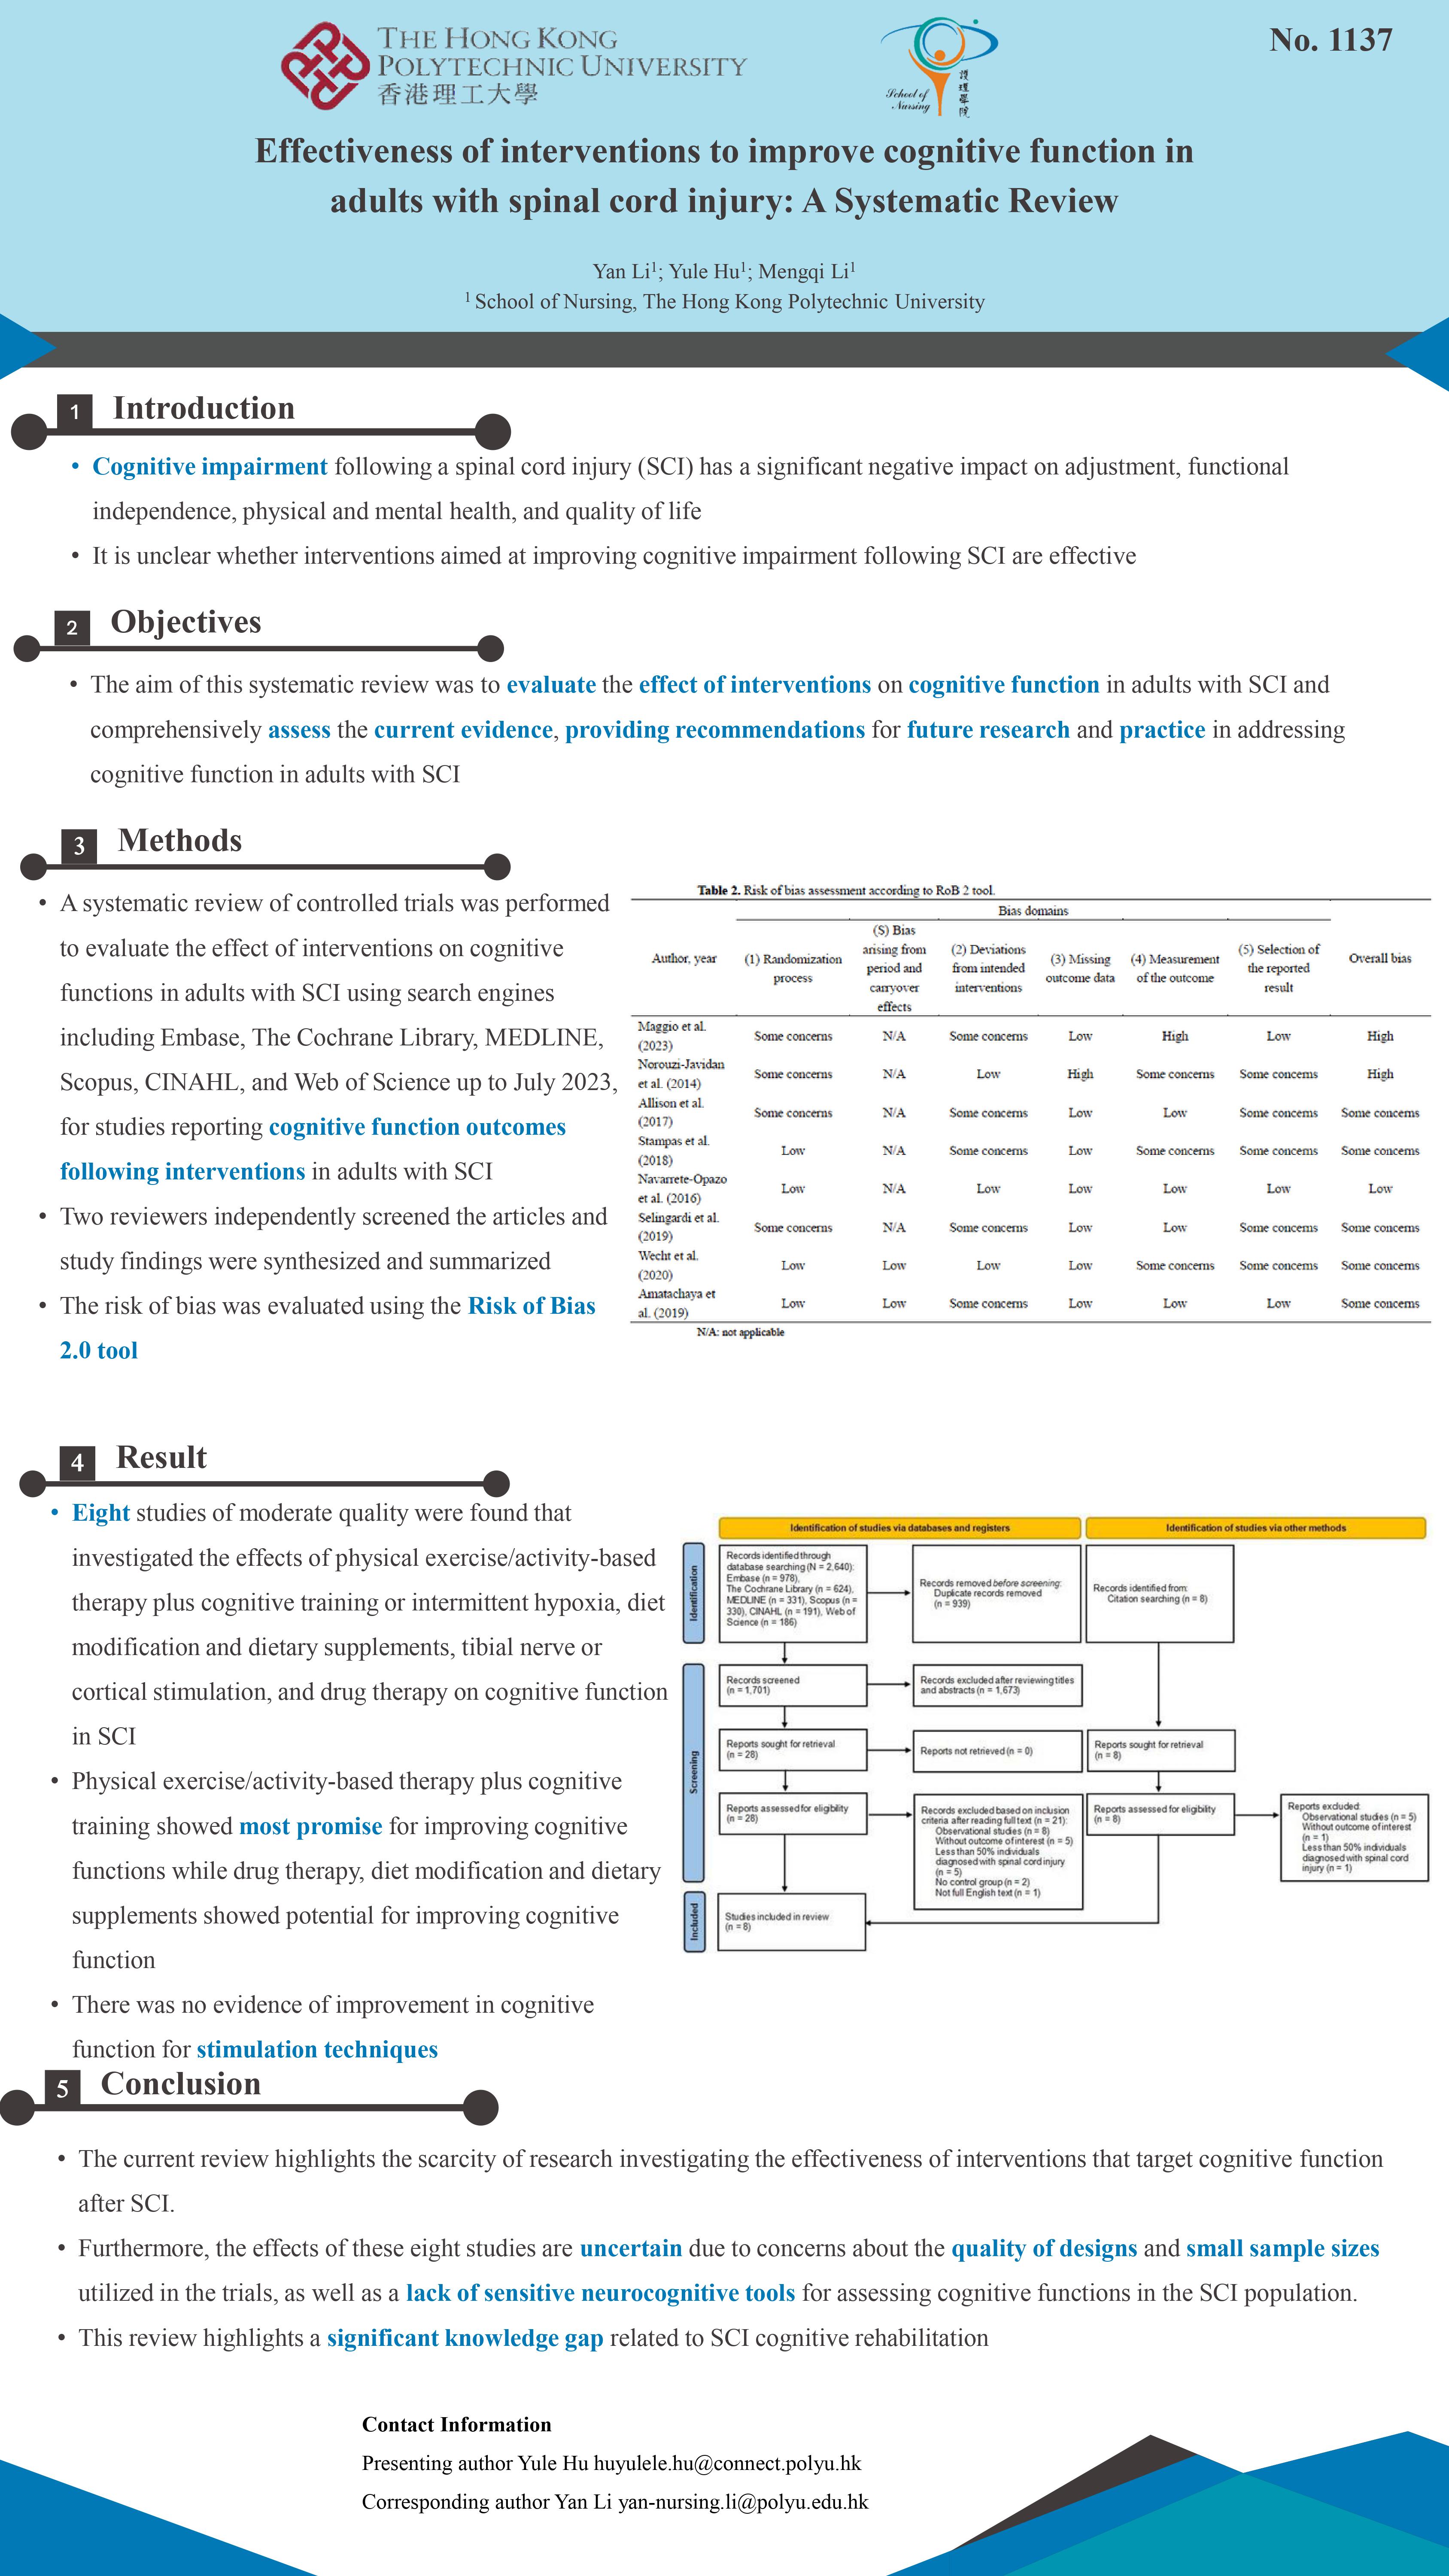 THE HONG KONG
POLYTECHNIC UNIVERSITY
香港理工大學
School of
Nursing
護理學院
No. 1137
Effectiveness of interventions to improve cognitive function in
adults with spinal cord injury: A Systematic Review
Yan Li1; Yule Hu1; Mengqi Li1
1 School of Nursing, The Hong Kong Polytechnic University
1 Introduction
• Cognitive impairment following a spinal cord injury (SCI) has a significant negative impact on adjustment, functional
independence, physical and mental health, and quality of life
• It is unclear whether interventions aimed at improving cognitive impairment following SCI are effective
2 Objectives
• The aim of this systematic review was to evaluate the effect of interventions on cognitive function in adults with SCI and
comprehensively assess the current evidence, providing recommendations for future research and practice in addressing
cognitive function in adults with SCI
3 Methods
• A systematic review of controlled trials was performed
to evaluate the effect of interventions on cognitive
functions in adults with SCI using search engines
including Embase, The Cochrane Library, MEDLINE,
Scopus, CINAHL, and Web of Science up to July 2023,
for studies reporting cognitive function outcomes
following interventions in adults with SCI
• Two reviewers independently screened the articles and
study findings were synthesized and summarized
• The risk of bias was evaluated using the Risk of Bias
2.0 tool
Table 2. Risk of bias assessment according to RoB 2 tool.
Bias domains
Author, year
(1) Randomization
process
(S) Bias
arising from
period and
carryover
effects
(2) Deviations
from intended
interventions
(3) Missing
outcome data
(4) Measurement
of the outcome
(5) Selection of
the reported
result
Overall bias
Maggio et al.
(2023)
Some concerns N/A Some concerns Low High Low High
Norouzi-Javidan
et al. (2014)
Some concerns N/A Low High Some concerns Some concerns High
Allison et al.
(2017)
Some concerns N/A Some concerns Low Low Some concerns Some concerns
Stampas et al.
(2018)
Low N/A Some concerns Low Some concerns Some concerns Some concerns
Navarrete-Opazo
et al. (2016)
Low N/A Low Low Low Low Low
Selingardi et al.
(2019)
Some concerns N/A Some concerns Low Low Some concerns Some concerns
Wecht et al.
(2020)
Low Low Low Low Some concerns Some concerns Some concerns
Amatachaya et
al. (2019)
Low Low Some concerns Low Low Low Some concerns
N/A: not applicable
4 Result
• Eight studies of moderate quality were found that
investigated the effects of physical exercise/activity-based
therapy plus cognitive training or intermittent hypoxia, diet
modification and dietary supplements, tibial nerve or
cortical stimulation, and drug therapy on cognitive function
in SCI
• Physical exercise/activity-based therapy plus cognitive
training showed most promise for improving cognitive
functions while drug therapy, diet modification and dietary
supplements showed potential for improving cognitive
function
• There was no evidence of improvement in cognitive
function for stimulation techniques
Identification of studies via databases and registers
Identification of studies via other methods
Identification
Records identified through
database searching (N = 2,640):
Embase (n = 978),
The Cochrane Library (n = 624),
MEDLINE (n = 331), Scopus (n =
330), CINAHL (n = 191), Web of
Science (n = 186)
Records removed before screening:
Duplicate records removed
(n = 939)
Records identified from:
Citation searching (n = 8)
Screening
Records screened
(n = 1,701)
Records excluded after reviewing titles
and abstracts (n = 1,673)
Reports sought for retrieval
(n = 28)
Reports not retrieved (n = 0)
Reports sought for retrieval
(n = 8)
Reports assessed for eligibility
(n = 28)
Records excluded based on inclusion
criteria after reading full text (n = 21):
Observational studies (n = 8)
Without outcome of interest (n = 5)
Less than 50% individuals
diagnosed with spinal cord injury
(n = 5)
No control group (n = 2)
Not full English text (n = 1)
Reports assessed for eligibility
(n = 8)
Reports excluded:
Observational studies (n = 5)
Without outcome of interest
(n = 1)
Less than 50% individuals
diagnosed with spinal cord
injury (n = 1)
Included
Studies included in review
(n = 8)
5 Conclusion
• The current review highlights the scarcity of research investigating the effectiveness of interventions that target cognitive function
after SCI.
• Furthermore, the effects of these eight studies are uncertain due to concerns about the quality of designs and small sample sizes
utilized in the trials, as well as a lack of sensitive neurocognitive tools for assessing cognitive functions in the SCI population.
• This review highlights a significant knowledge gap related to SCI cognitive rehabilitation
Contact Information
Presenting author Yule Hu huyulele.hu@connect.polyu.hk
Corresponding author Yan Li yan-nursing.li@polyu.edu.hk